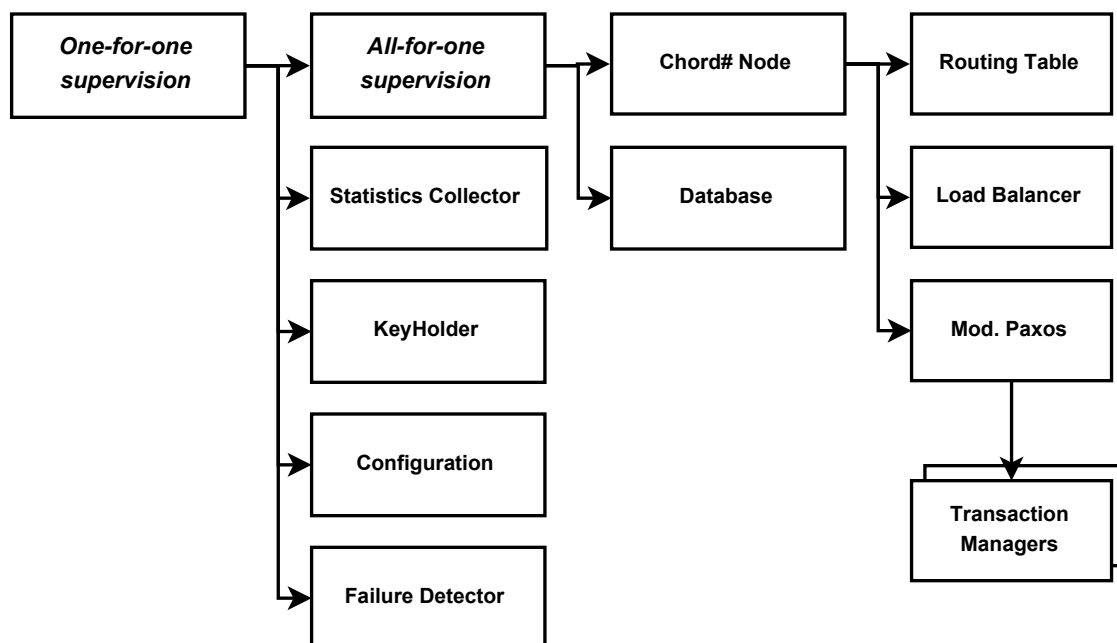 One-for-one
supervision
All-for-one
supervision
Chord# Node
Routing Table
Statistics Collector
Database
Load Balancer
KeyHolder
Mod. Paxos
Configuration
Transaction
Managers
Failure Detector